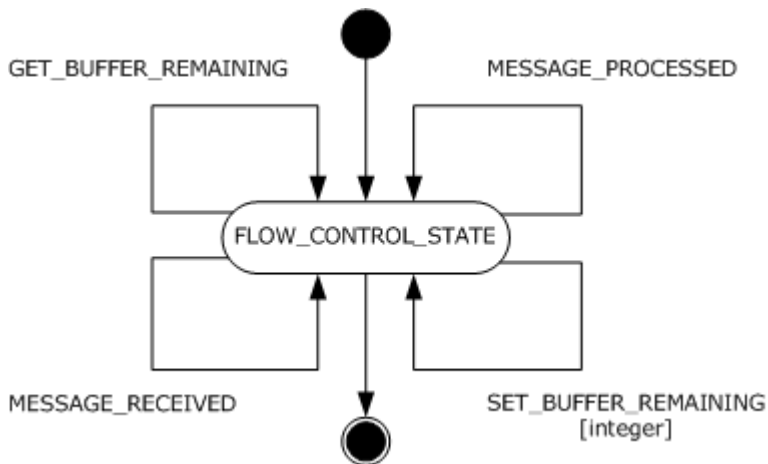 GET_BUFFER_REMAINING
MESSAGE_PROCESSED
FLOW_CONTROL_STATE
MESSAGE_RECEIVED
SET_BUFFER_REMAINING
[integer]